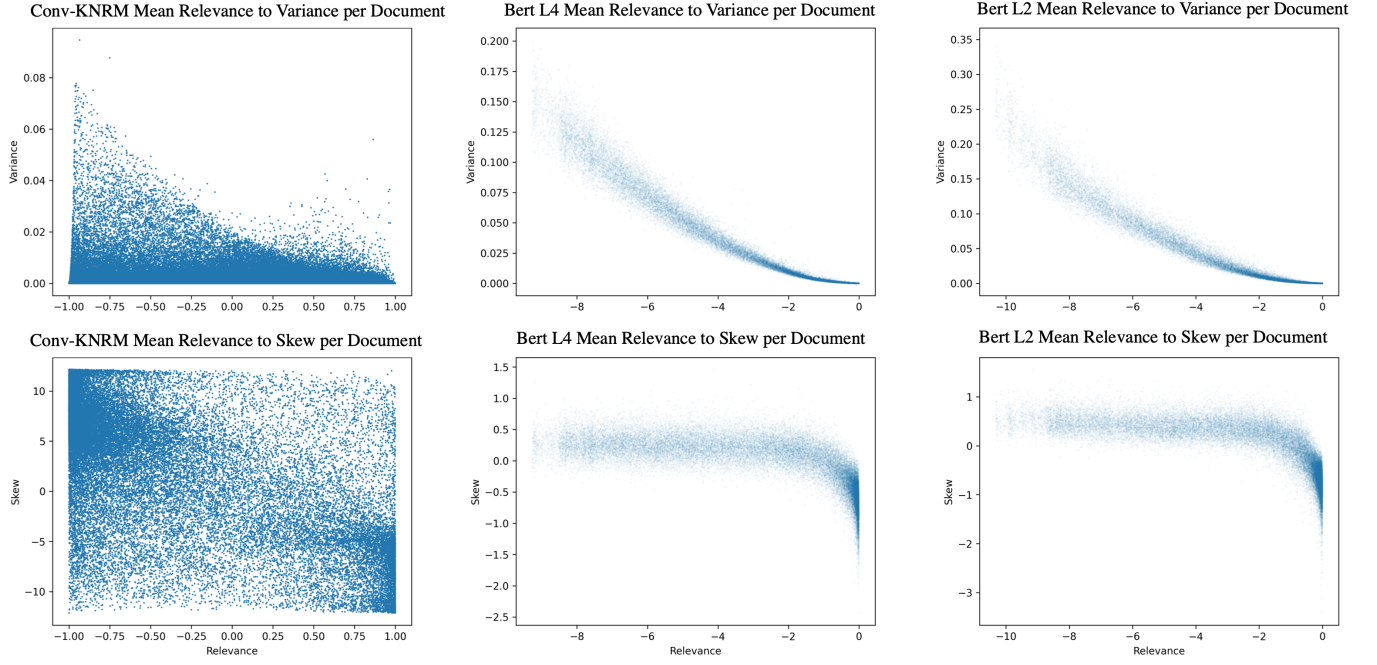 Conv-KNRM Mean Relevance to Variance per Document
Variance
0.08
0.06
0.04
0.02
0.00
−1.00 −0.75 −0.50 −0.25 0.00 0.25 0.50 0.75 1.00
Bert L4 Mean Relevance to Variance per Document
Variance
0.200
0.175
0.150
0.125
0.100
0.075
0.050
0.025
0.000
−8 −6 −4 −2 0
Bert L2 Mean Relevance to Variance per Document
Variance
0.35
0.30
0.25
0.20
0.15
0.10
0.05
0.00
−10 −8 −6 −4 −2 0
Conv-KNRM Mean Relevance to Skew per Document
Skew
10
5
0
−5
−10
−1.00 −0.75 −0.50 −0.25 0.00 0.25 0.50 0.75 1.00
Relevance
Bert L4 Mean Relevance to Skew per Document
Skew
1.5
1.0
0.5
0.0
−0.5
−1.0
−1.5
−2.0
−2.5
−8 −6 −4 −2 0
Relevance
Bert L2 Mean Relevance to Skew per Document
Skew
1
0
−1
−2
−3
−10 −8 −6 −4 −2 0
Relevance